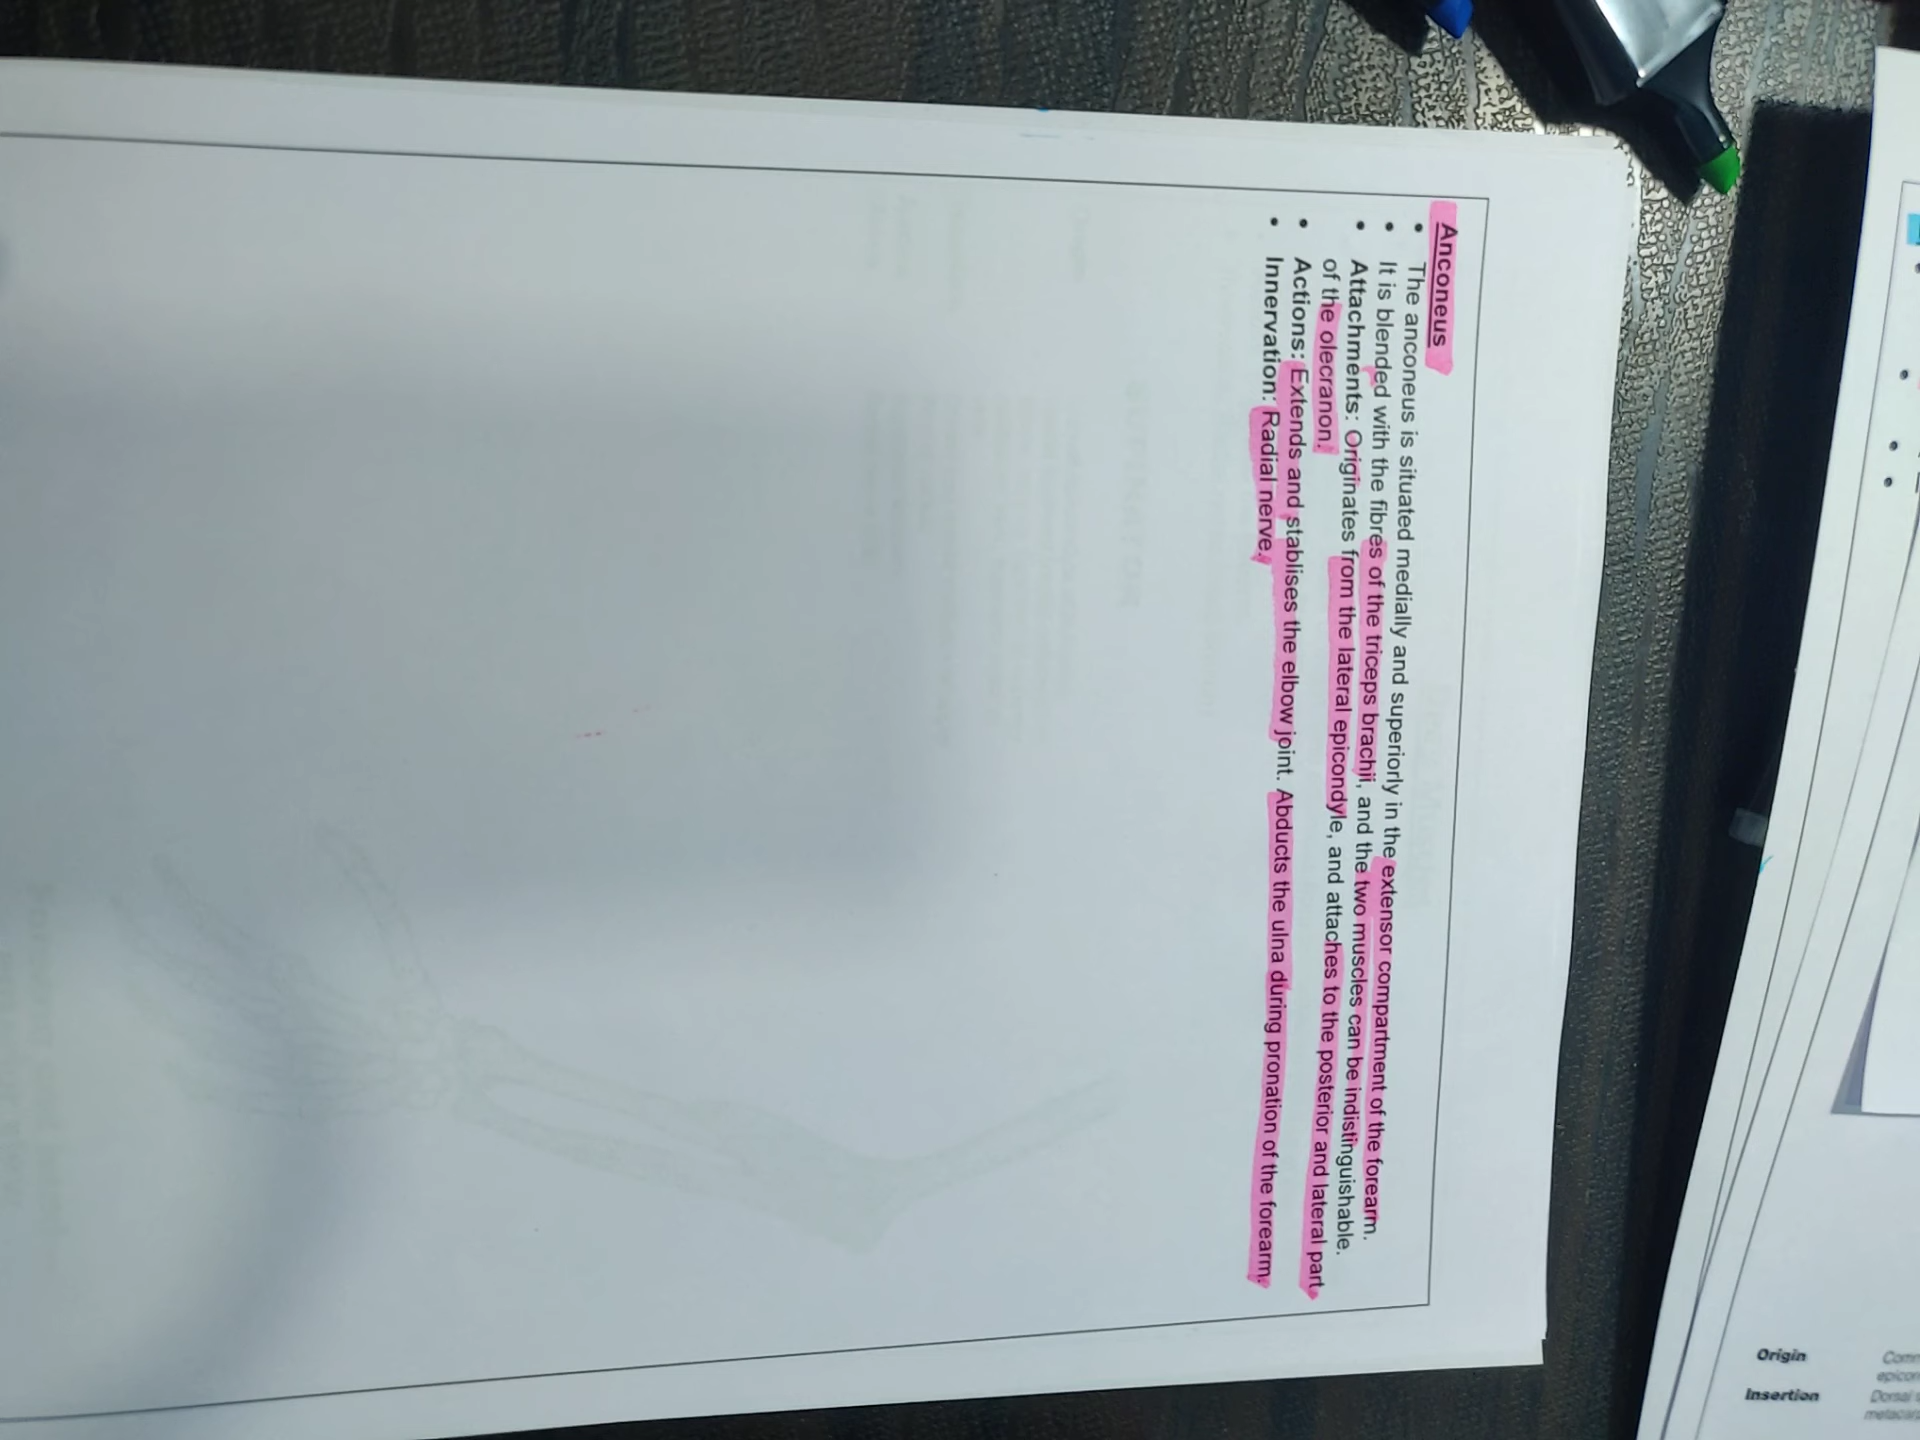 Anconeus
• The anconeus is situated medially and superiorly in the extensor compartment of the forearm.
• It is blended with the fibres of the triceps brachii, and the two muscles can be indistinguishable.
• Attachments: Originates from the lateral epicondyle, and attaches to the posterior and lateral part
of the olecranon.
• Actions: Extends and stablises the elbow joint. Abducts the ulna during pronation of the forearm.
• Innervation: Radial nerve.
Origin
Insertion
Dorsal